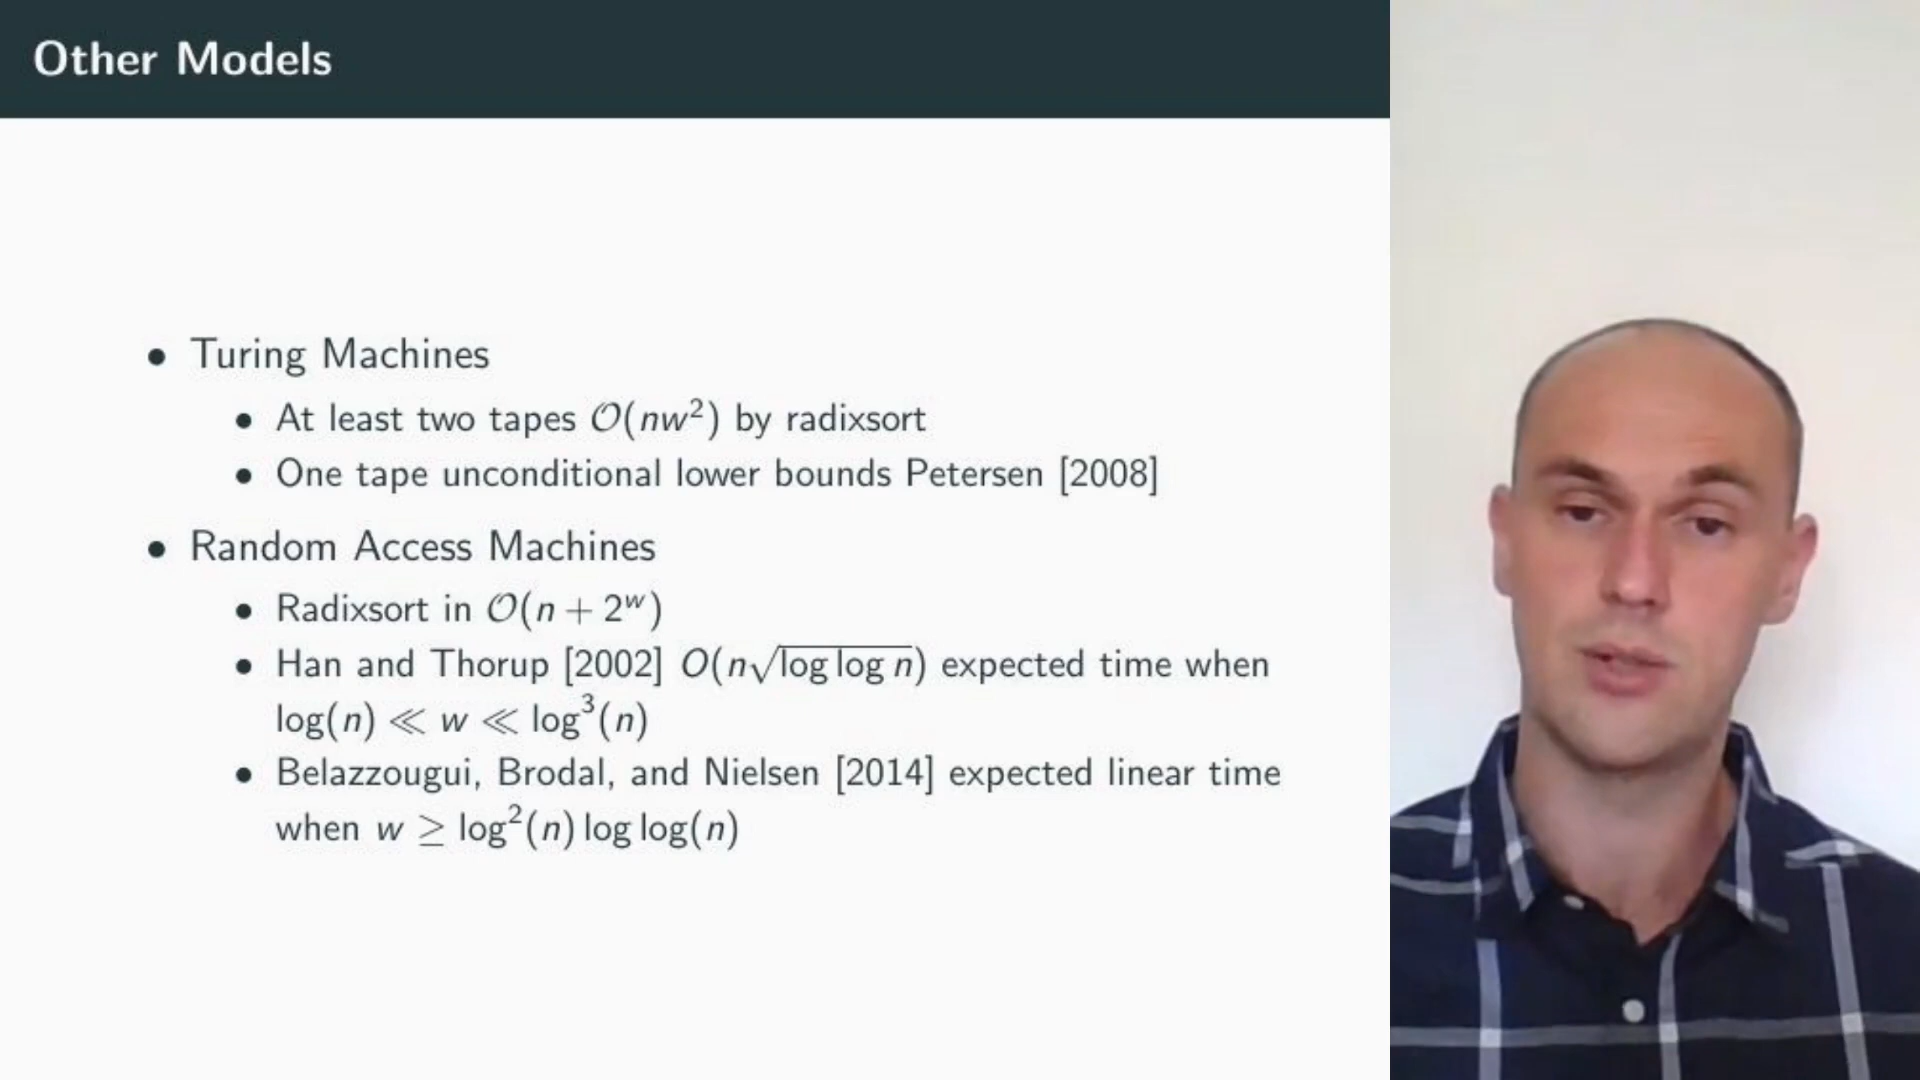 Other Models
• Turing Machines
• At least two tapes 𝒪(nw²) by radixsort
• One tape unconditional lower bounds Petersen [2008]
• Random Access Machines
• Radixsort in 𝒪(n + 2ʷ)
• Han and Thorup [2002] O(n√(log log n)) expected time when
log(n) ≪ w ≪ log³(n)
• Belazzougui, Brodal, and Nielsen [2014] expected linear time
when w ≥ log²(n) log log(n)